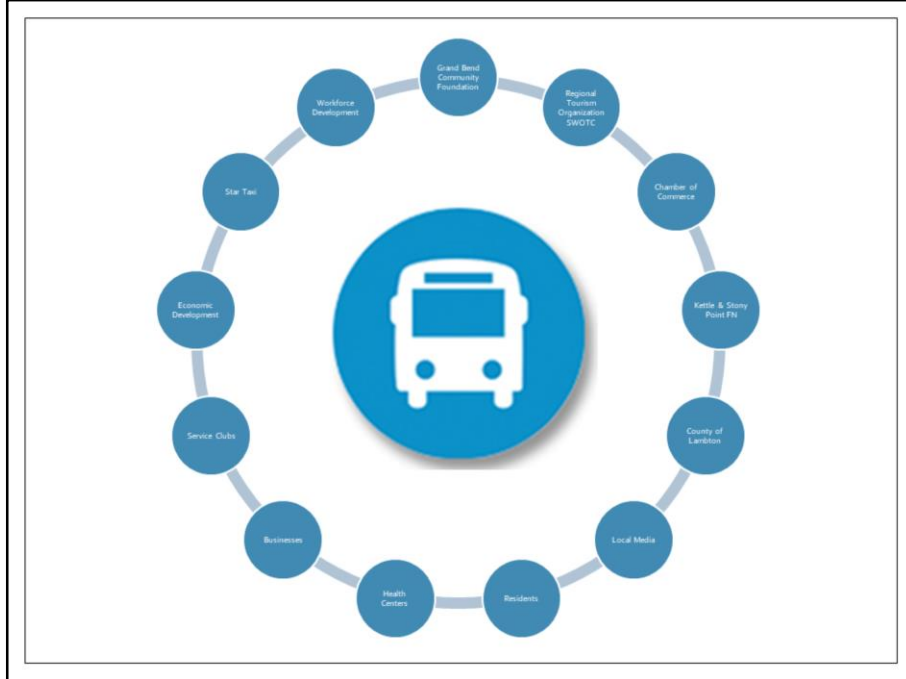 Grand Bend
Community
Foundation
Regional
Tourism
Organization
SWOTC
Chamber of
Commerce
Kettle & Stony
Point FN
County of
Lambton
Local Media
Residents
Health
Centers
Businesses
Service Clubs
Economic
Development
Star Taxi
Workforce
Development